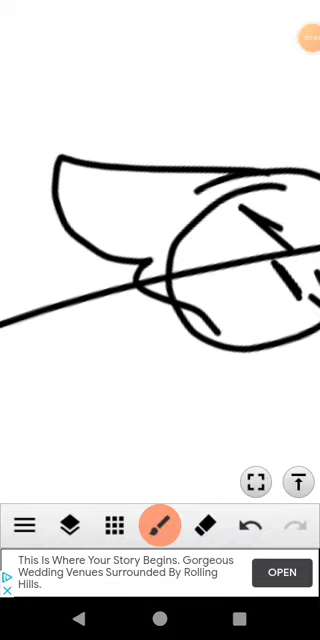 This Is Where Your Story Begins. Gorgeous
Wedding Venues Surrounded By Rolling
Hills.
OPEN